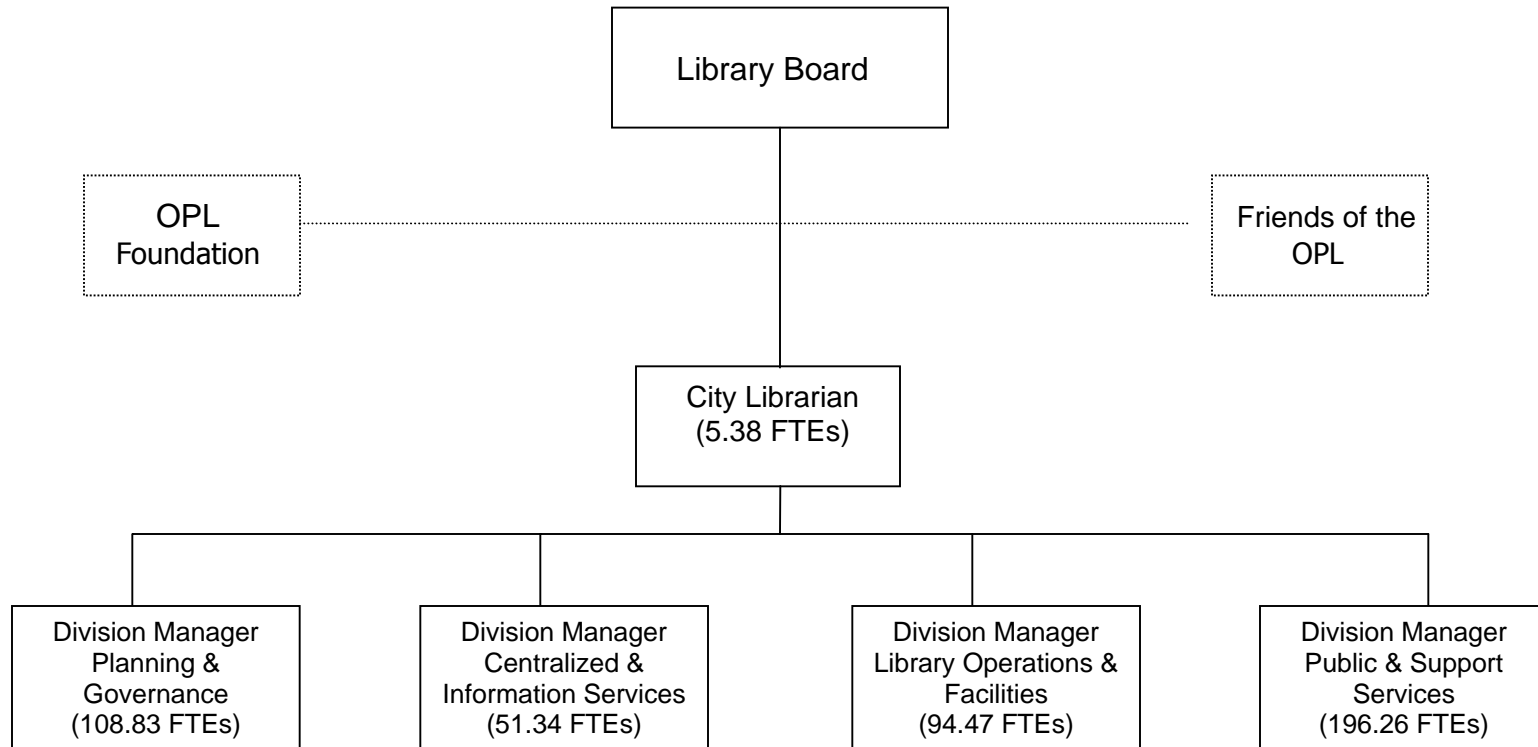 Library Board
OPL
Foundation
Friends of the
OPL
City Librarian
(5.38 FTEs)
Division Manager
Planning &
Governance
(108.83 FTEs)
Division Manager
Centralized &
Information Services
(51.34 FTEs)
Division Manager
Library Operations &
Facilities
(94.47 FTEs)
Division Manager
Public & Support
Services
(196.26 FTEs)